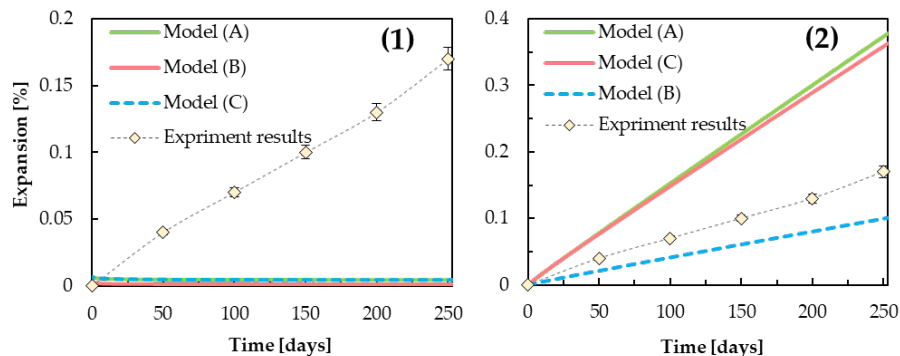 0.2
0.15
0.1
0.05
0
Expansion [%]
(1)
Model (A)
Model (B)
Model (C)
Expriment results
0 50 100 150 200 250
Time [days]
0.4
0.3
0.2
0.1
0
(2)
Model (A)
Model (C)
Model (B)
Expriment results
0 50 100 150 200 250
Time [days]